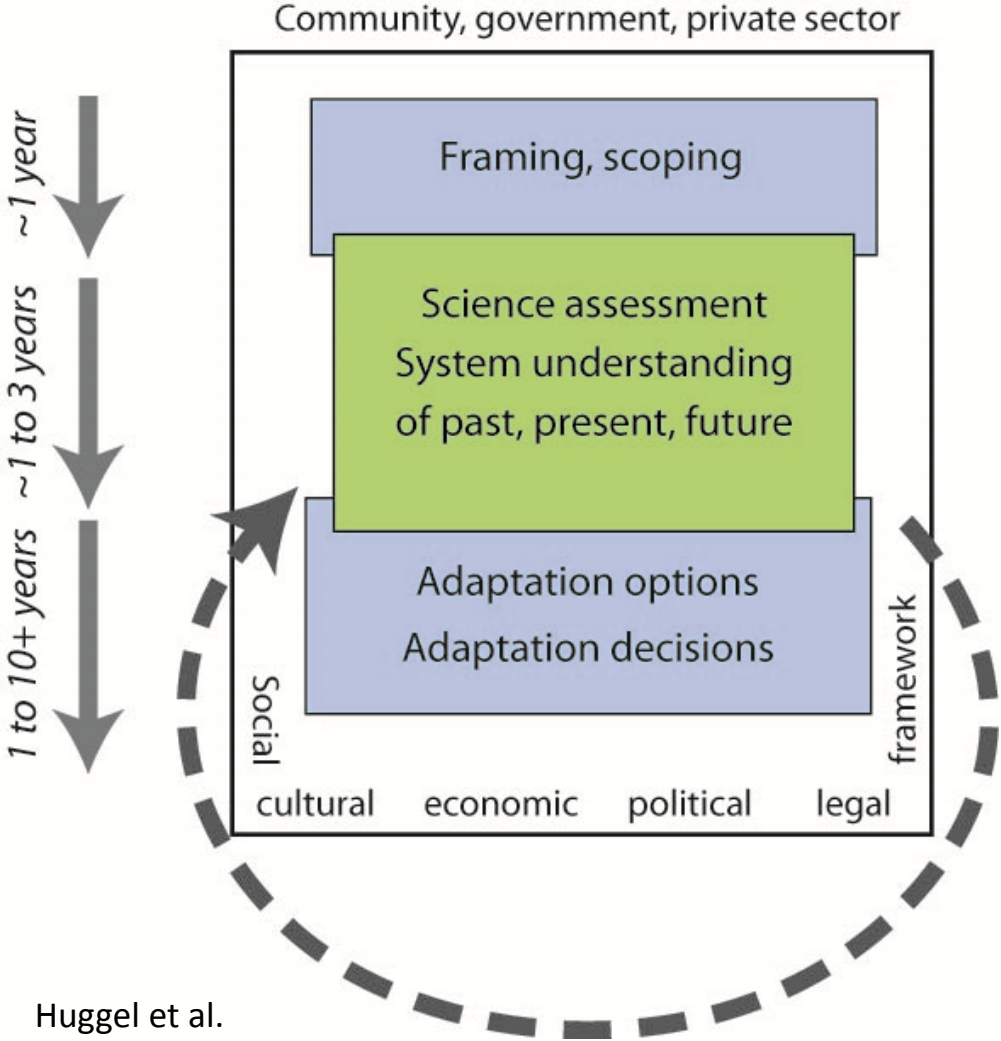 Community, government, private sector
~1 year
~1 to 3 years
1 to 10+ years
Framing, scoping
Science assessment
System understanding
of past, present, future
Adaptation options
Adaptation decisions
Social
cultural economic political legal
framework
Huggel et al.